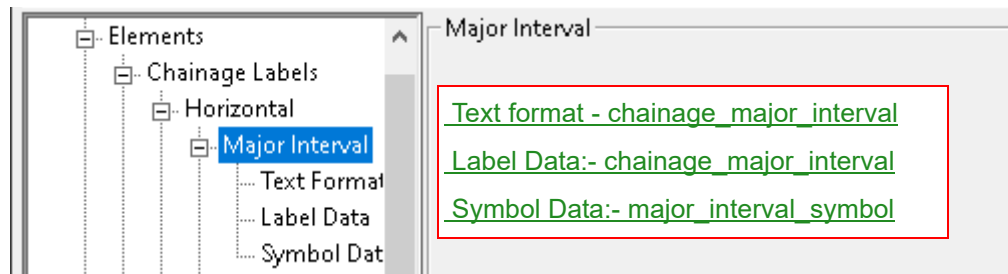 Elements
Major Interval
Chainage Labels
Horizontal
Text format - chainage_major_interval
Major Interval
Label Data:- chainage_major_interval
Text Format
Label Data
Symbol Data:- major_interval_symbol
Symbol Dat